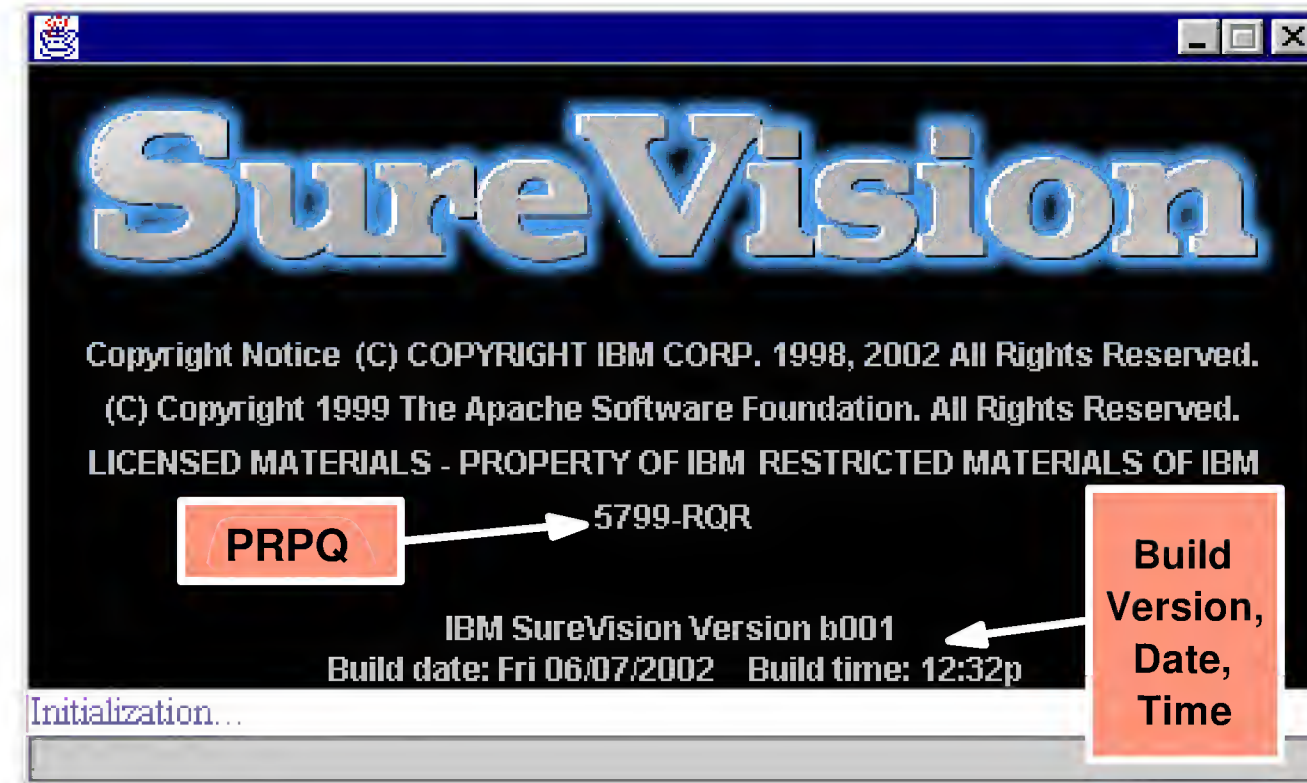 SureVision
Copyright Notice (C) COPYRIGHT IBM CORP. 1998, 2002 All Rights Reserved.
(C) Copyright 1999 The Apache Software Foundation. All Rights Reserved.
LICENSED MATERIALS - PROPERTY OF IBM RESTRICTED MATERIALS OF IBM
PRPQ
5799-RQR
IBM SureVision Version b001
Build date: Fri 06/07/2002 Build time: 12:32p
Build
Version,
Date,
Time
Initialization...